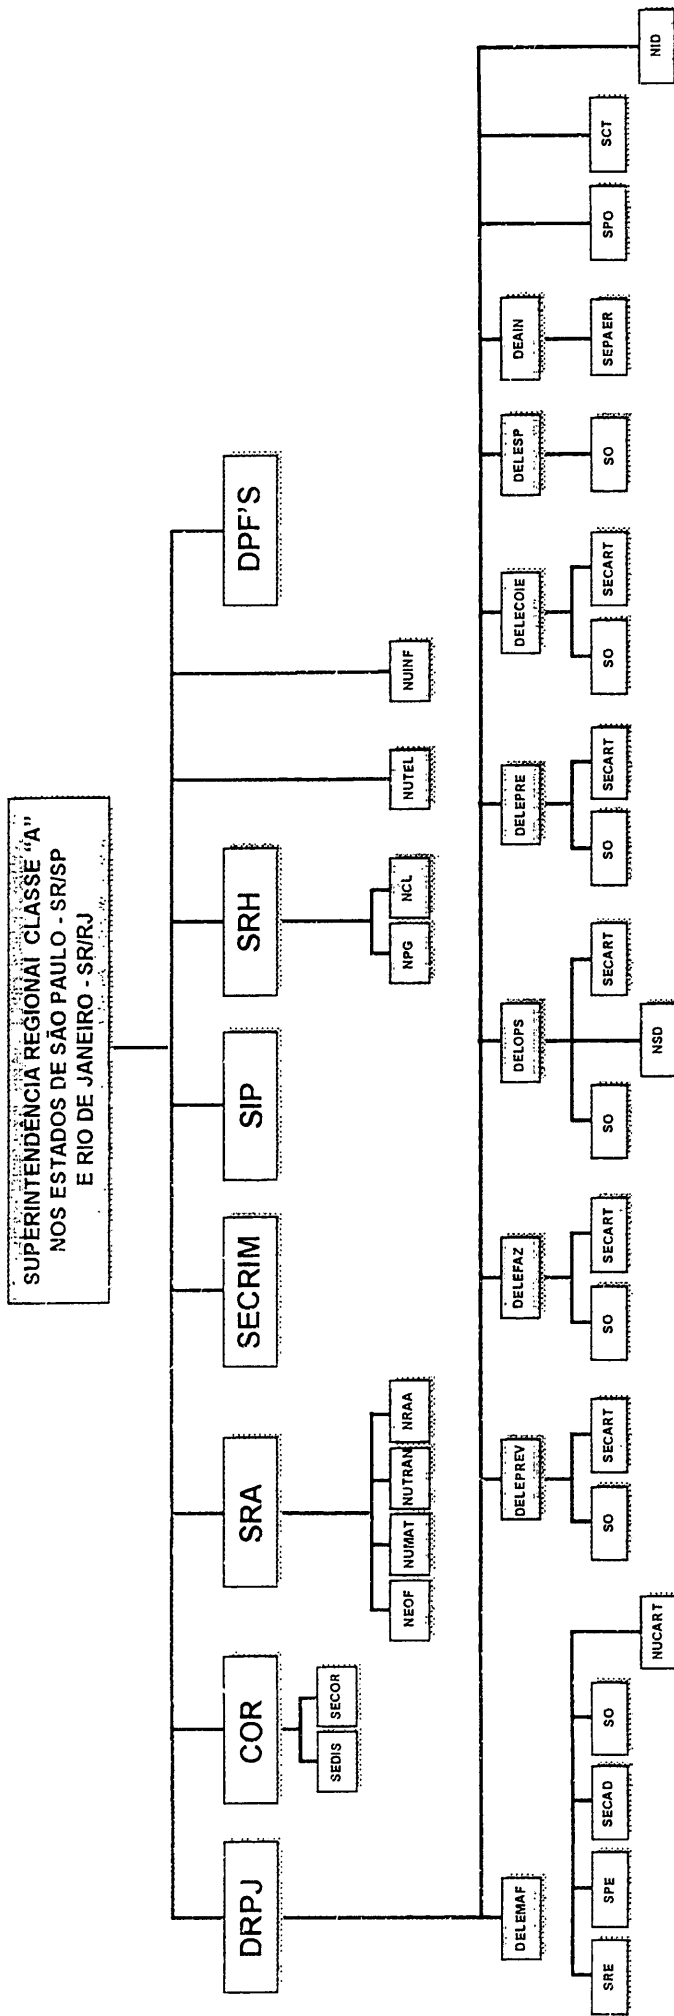 SUPERINTENDÊNCIA REGIONAL CLASSE "A"
NOS ESTADOS DE SÃO PAULO - SR/SP
E RIO DE JANEIRO - SR/RJ
DRPJ
COR
SRA
SECRIM
SIP
SRH
DPF'S
SEDIS
SECOR
NEOF
NUMAT
NUTRAN
NRAA
NPG
NCL
NUTEL
NUINF
DELEMAF
DELEPREV
DELEFAZ
DELOPS
DELEPRE
DELECOIE
DELESP
DEAIN
SRE
SPE
SECAD
SO
SO
SECART
SO
SECART
SO
SECART
SO
SECART
SO
SECART
SO
SEPAER
SPO
SCT
NUCART
NSD
NID